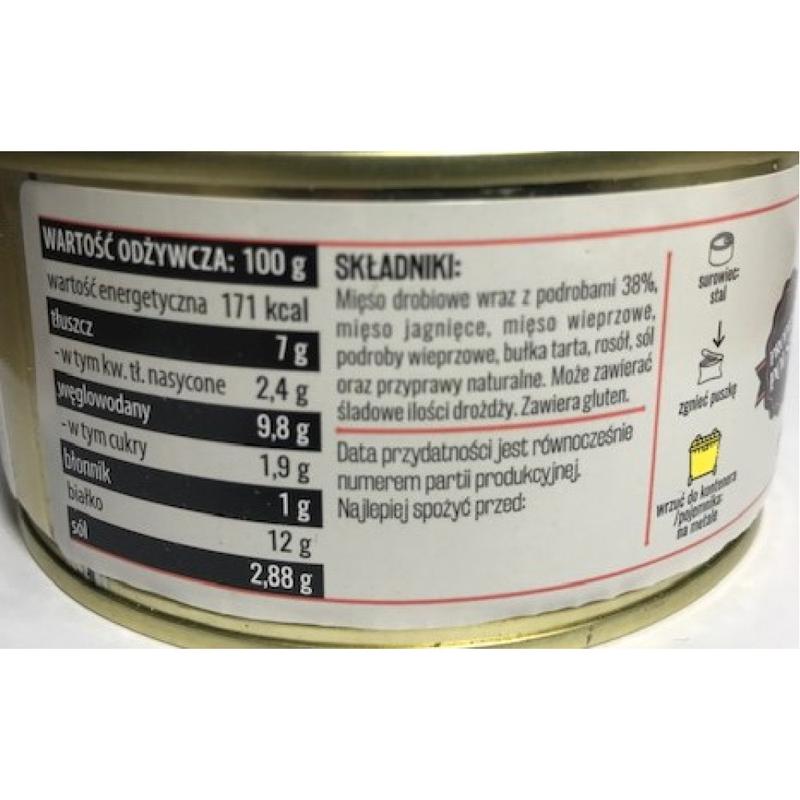 WARTOŚĆ ODŻYWCZA: 100 g
wartość energetyczna 171 kcal
tłuszcz 7 g
- w tym kw. tł. nasycone 2,4 g
węglowodany 9,8 g
- w tym cukry 1,9 g
błonnik 1 g
białko 12 g
sól 2,88 g
SKŁADNIKI:
Mięso drobiowe wraz z podrobami 38%,
mięso jagnięce, mięso wieprzowe,
podroby wieprzowe, bułka tarta, rosół, sól
oraz przyprawy naturalne. Może zawierać
śladowe ilości drożdży. Zawiera gluten.
Data przydatności jest równocześnie
numerem partii produkcyjnej.
Najlepiej spożyć przed:
surowiec:
stal
zgnieć puszkę
wrzuć do kontenera
/pojemnika:
na metale